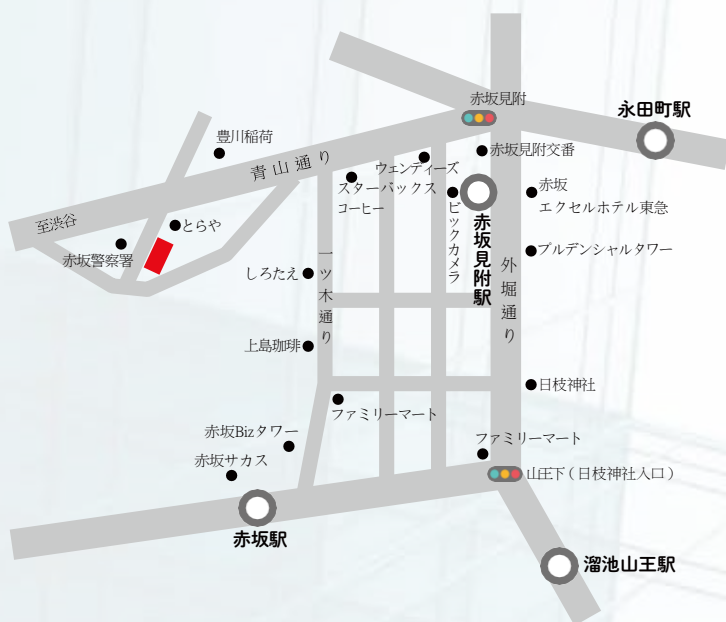 赤坂見附
永田町駅
豊川稲荷
青山通り
ウェンディーズ
赤坂見附交番
スターバックス
コーヒー
赤坂
エクセルホテル東急
至渋谷
とらや
ビックカメラ
赤坂見附駅
赤坂警察署
プルデンシャルタワー
しろたえ
一ツ木通り
外堀通り
上島珈琲
日枝神社
ファミリーマート
赤坂Bizタワー
ファミリーマート
赤坂サカス
山王下(日枝神社入口)
赤坂駅
溜池山王駅